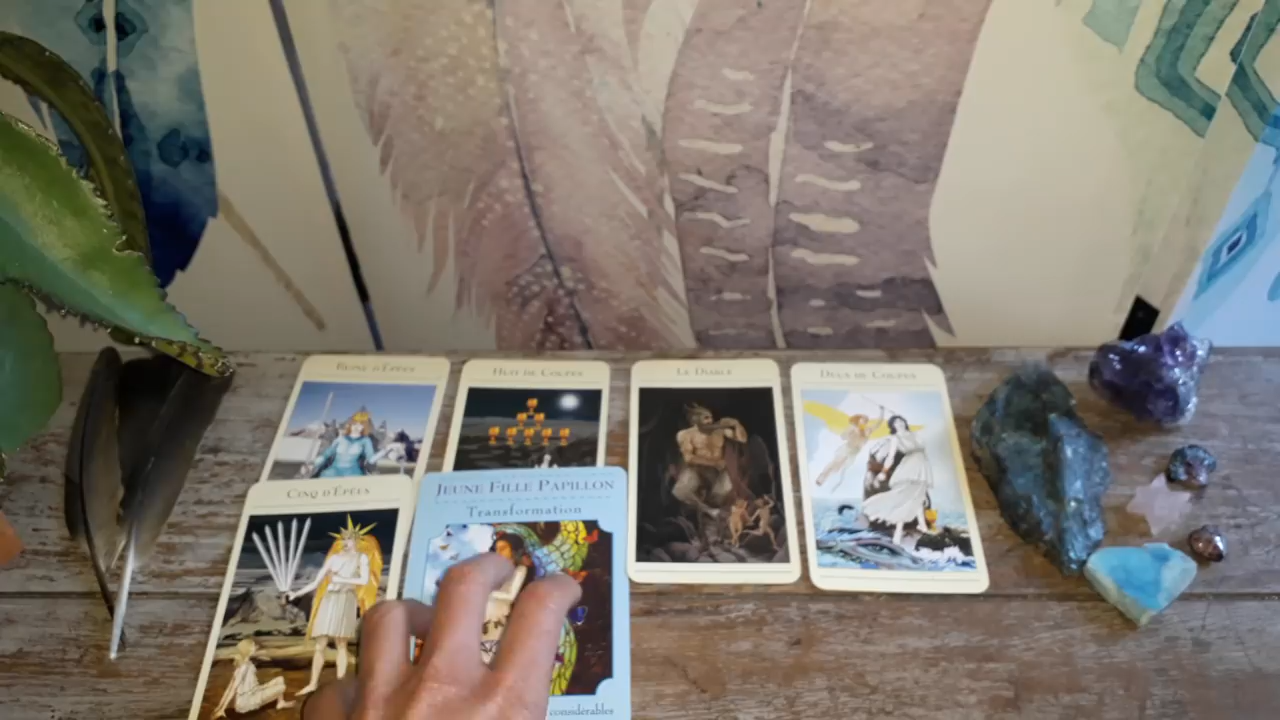 REINE D'ÉPÉES
HUIT DE COUPES
LE DIABLE
DEUX DE COUPES
CINQ D'ÉPÉES
JEUNE FILLE PAPILLON
Transformation
considérables